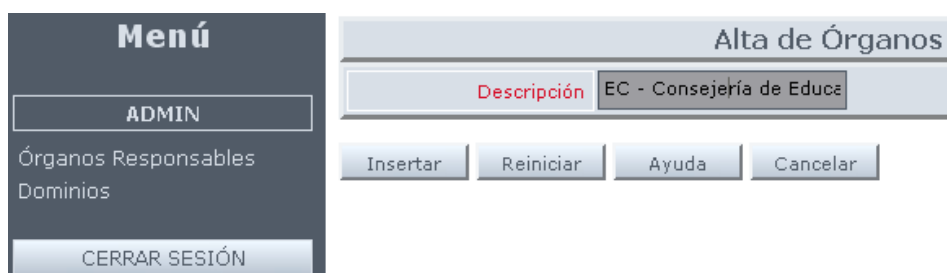 Menú
ADMIN
Órganos Responsables
Dominios
CERRAR SESIÓN
Alta de Órganos
Descripción EC - Consejería de Educa
Insertar Reiniciar Ayuda Cancelar